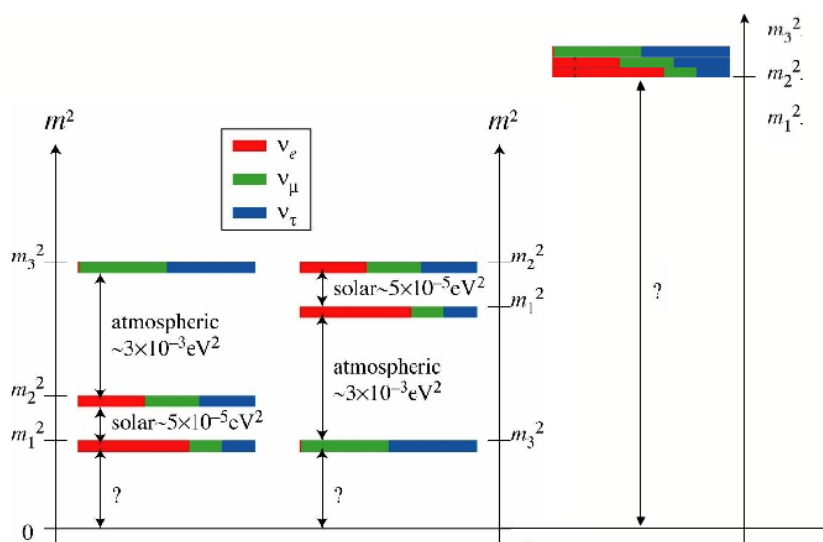 m²
ν_e
ν_μ
ν_τ
m₃²
atmospheric
~3×10⁻³eV²
m₂²
solar~5×10⁻⁵eV²
m₁²
?
0
m²
m₂²
solar~5×10⁻⁵eV²
m₁²
atmospheric
~3×10⁻³eV²
m₃²
?
m₃²
m₂²
m₁²
?